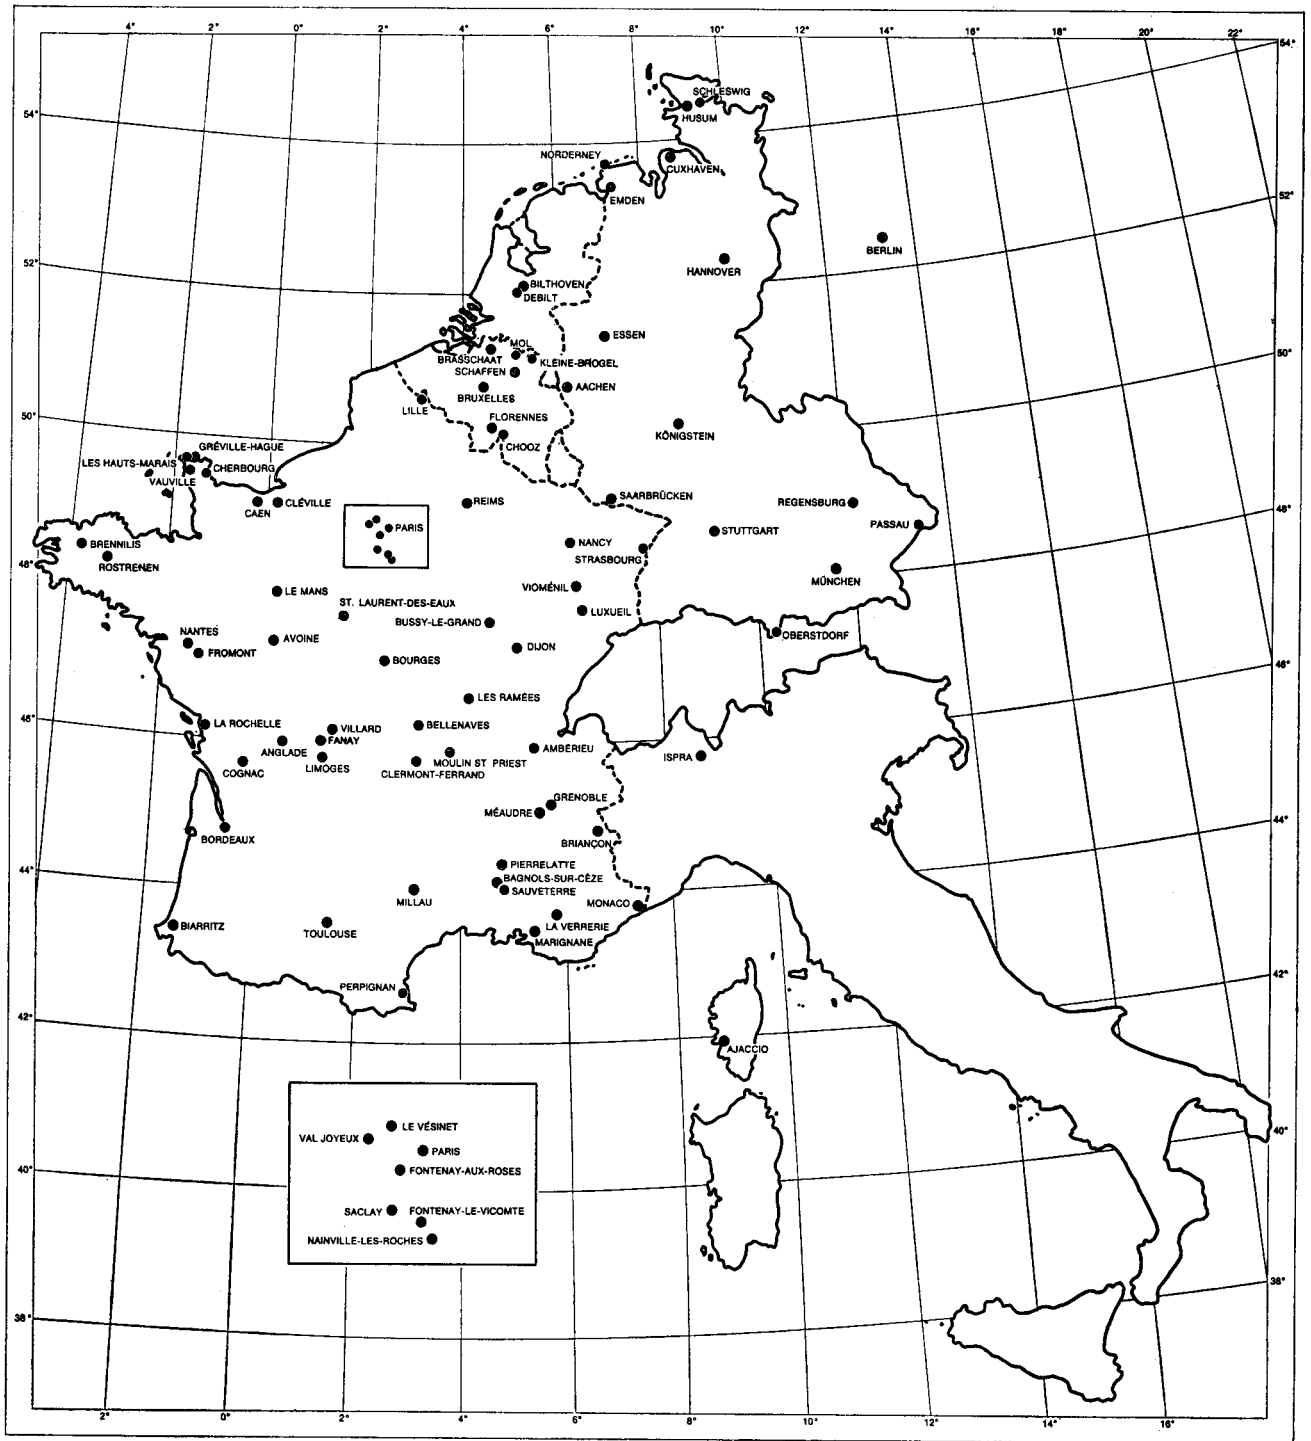 4° 2° 0° 2° 4° 6° 8° 10° 12° 14° 16° 18° 20° 22°
54°
54°
SCHLESWIG
HUSUM
NORDERNEY
CUXHAVEN
EMDEN
52°
BERLIN
HANNOVER
52°
BILTHOVEN
DEBILT
ESSEN
MOL
BRASSCHAAT
KLEINE-BROGEL
SCHAFFEN
50°
AACHEN
BRUXELLES
LILLE
50°
FLORENNES
KÖNIGSTEIN
CHOOZ
GRÉVILLE-HAGUE
LES HAUTS-MARAIS
CHERBOURG
VAUVILLE
CLÉVILLE
CAEN
REIMS
SAARBRÜCKEN
REGENSBURG
48°
PASSAU
PARIS
STUTTGART
BRENNILIS
NANCY
STRASBOURG
ROSTRENEN
48°
MÜNCHEN
LE MANS
VIOMÉNIL
ST. LAURENT-DES-EAUX
LUXUEIL
BUSSY-LE-GRAND
NANTES
AVOINE
OBERSTDORF
FROMONT
DIJON
BOURGES
46°
LES RAMÉES
46°
LA ROCHELLE
VILLARD
BELLENAVES
ANGLADE
FANAY
AMBÉRIEU
COGNAC
LIMOGES
MOULIN ST PRIEST
CLERMONT-FERRAND
ISPRA
GRENOBLE
MÉAUDRE
44°
BORDEAUX
BRIANÇON
PIERRELATTE
44°
BAGNOLS-SUR-CÈZE
SAUVETERRE
MILLAU
MONACO
BIARRITZ
TOULOUSE
LA VERRERIE
MARIGNANE
42°
PERPIGNAN
42°
AJACCIO
LE VÉSINET
VAL JOYEUX
PARIS
40°
FONTENAY-AUX-ROSES
40°
SACLAY
FONTENAY-LE-VICOMTE
NAINVILLE-LES-ROCHES
38°
38°
2° 0° 2° 4° 6° 8° 10° 12° 14° 16°